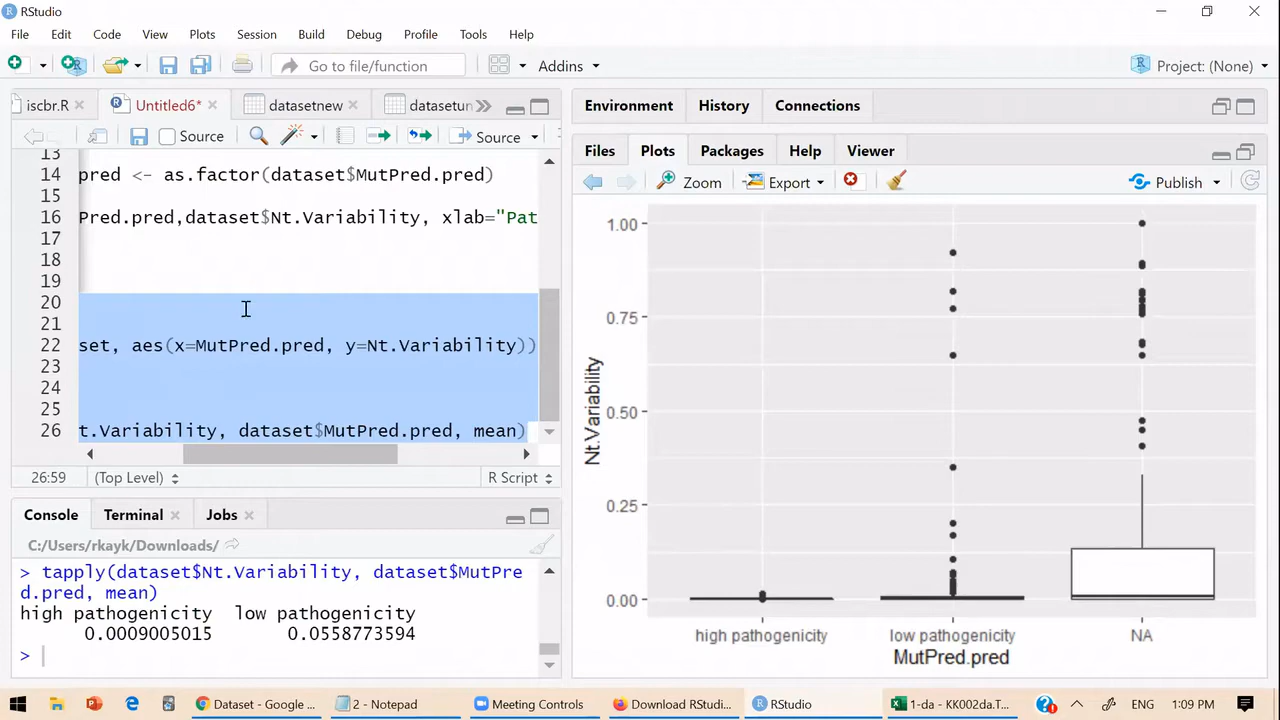 RStudio
File Edit Code View Plots Session Build Debug Profile Tools Help
Go to file/function Addins Project: (None)
iscbr.R Untitled6* datasetnew datasetun
Source Source
13
14 pred <- as.factor(dataset$MutPred.pred)
15
16 Pred.pred,dataset$Nt.Variability, xlab="Pat
17
18
19
20
21
22 set, aes(x=MutPred.pred, y=Nt.Variability))
23
24
25
26 t.Variability, dataset$MutPred.pred, mean)
26:59 (Top Level) R Script
Console Terminal Jobs
C:/Users/rkayk/Downloads/
> tapply(dataset$Nt.Variability, dataset$MutPre
d.pred, mean)
high pathogenicity low pathogenicity
0.0009005015 0.0558773594
>
Environment History Connections
Files Plots Packages Help Viewer
Zoom Export Publish
1.00
0.75
0.50
0.25
0.00
Nt.Variability
high pathogenicity low pathogenicity NA
MutPred.pred
Dataset - Google ... 2 - Notepad Meeting Controls Download RStudi... RStudio 1-da - KK002da.T... ENG 1:09 PM